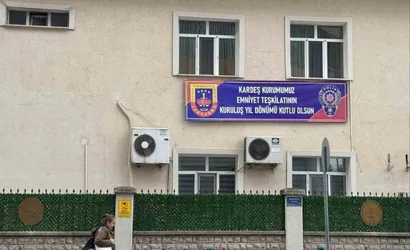 KARDEŞ KURUMUMUZ
EMNİYET TEŞKİLATININ
KURULUŞ YIL DÖNÜMÜ KUTLU OLSUN